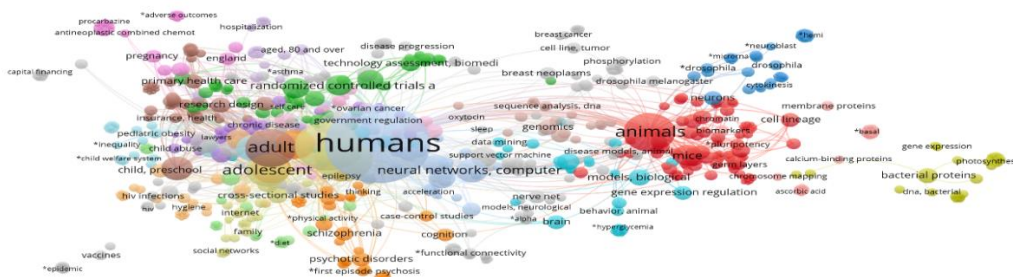 *adverse outcomes
procarbazine
antineoplastic combined chemot
hospitalization
breast cancer
*hemi
pregnancy
england
aged, 80 and over
disease progression
cell line, tumor
*neuroblast
capital financing
technology assessment, biomedi
phosphorylation
*microrna
*asthma
breast neoplasms
*drosophila
drosophila
primary health care
randomized controlled trials a
drosophila melanogaster
cytokinesis
research design
self care
*ovarian cancer
sequence analysis, dna
neurons
membrane proteins
insurance, health
government regulation
oxytocin
chromatin
cell lineage
chronic disease
sleep
genomics
animals
biomarkers
*basal
pediatric obesity
lawyers
humans
data mining
*pluripotency
*inequality
child abuse
adult
support vector machine
disease models, animal
mice
gene expression
*child welfare system
germ layers
calcium-binding proteins
photosynthes
child, preschool
adolescent
epilepsy
neural networks, computer
models, biological
chromosome mapping
bacterial proteins
hiv infections
cross-sectional studies
thinking
acceleration
nerve net
gene expression regulation
ascorbic acid
dna, bacterial
hiv
hygiene
internet
*physical activity
case-control studies
models, neurological
behavior, animal
family
schizophrenia
cognition
*alpha
brain
*hyperglycemia
social networks
*diet
*functional connectivity
vaccines
psychotic disorders
*epidemic
*first episode psychosis